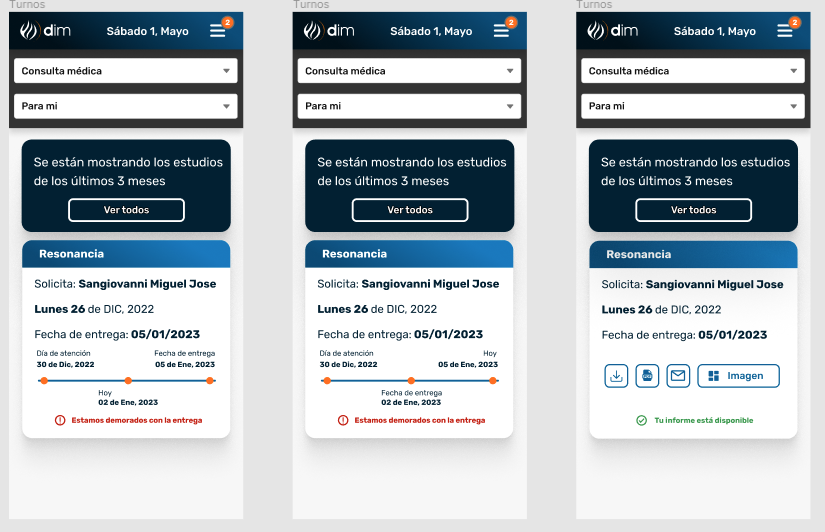 Turnos
dim
Sábado 1, Mayo
2
Consulta médica
Para mi
Se están mostrando los estudios
de los últimos 3 meses
Ver todos
Resonancia
Solicita: Sangiovanni Miguel Jose
Lunes 26 de DIC, 2022
Fecha de entrega: 05/01/2023
Día de atención
Fecha de entrega
30 de Dic, 2022
05 de Ene, 2023
Hoy
02 de Ene, 2023
Estamos demorados con la entrega
Turnos
dim
Sábado 1, Mayo
2
Consulta médica
Para mi
Se están mostrando los estudios
de los últimos 3 meses
Ver todos
Resonancia
Solicita: Sangiovanni Miguel Jose
Lunes 26 de DIC, 2022
Fecha de entrega: 05/01/2023
Día de atención
Hoy
30 de Dic, 2022
05 de Ene, 2023
Fecha de entrega
02 de Ene, 2023
Estamos demorados con la entrega
Turnos
dim
Sábado 1, Mayo
2
Consulta médica
Para mi
Se están mostrando los estudios
de los últimos 3 meses
Ver todos
Resonancia
Solicita: Sangiovanni Miguel Jose
Lunes 26 de DIC, 2022
Fecha de entrega: 05/01/2023
Imagen
Tu informe está disponible